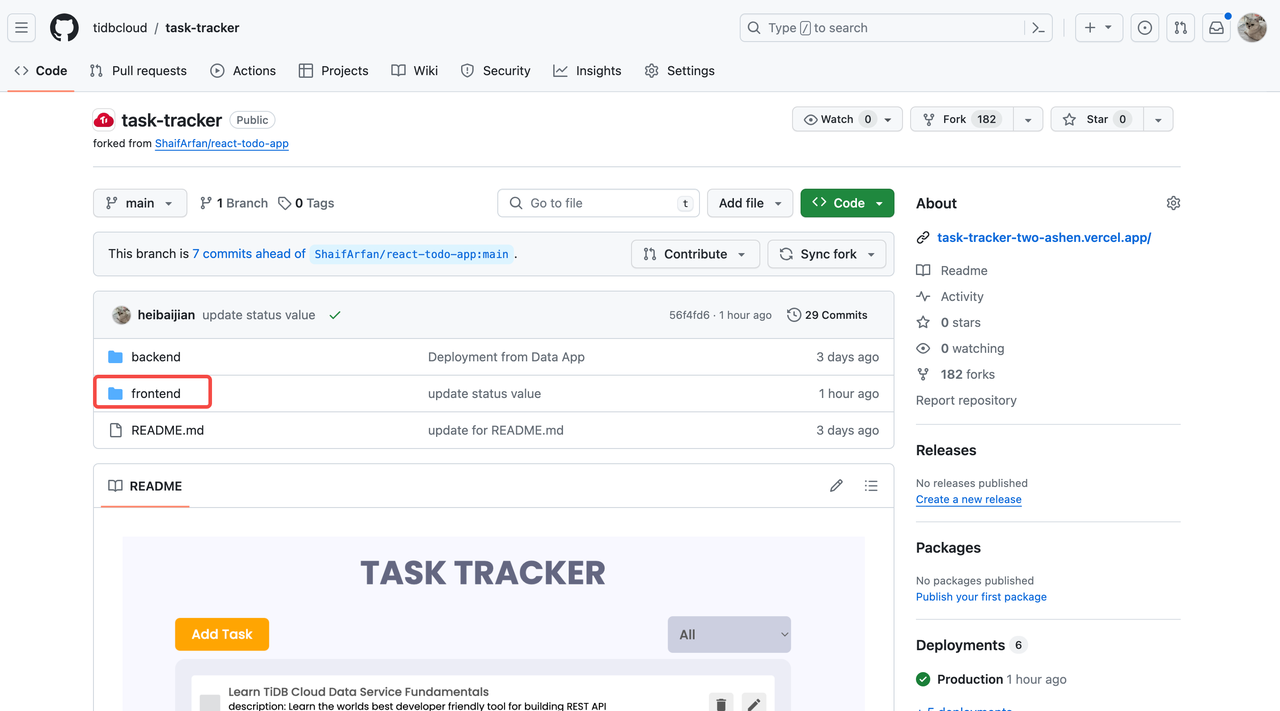 tidbcloud / task-tracker
Type / to search
Code
Pull requests
Actions
Projects
Wiki
Security
Insights
Settings
task-tracker Public
Watch 0
Fork 182
Star 0
forked from ShaifArfan/react-todo-app
main
1 Branch
0 Tags
Go to file t
Add file
Code
This branch is 7 commits ahead of ShaifArfan/react-todo-app:main .
Contribute
Sync fork
heibaijian update status value 56f4fd6 · 1 hour ago 29 Commits
backend Deployment from Data App 3 days ago
frontend update status value 1 hour ago
README.md update for README.md 3 days ago
README
TASK TRACKER
Add Task
All
Learn TiDB Cloud Data Service Fundamentals
description: Learn the worlds best developer friendly tool for building REST API
About
task-tracker-two-ashen.vercel.app/
Readme
Activity
0 stars
0 watching
182 forks
Report repository
Releases
No releases published
Create a new release
Packages
No packages published
Publish your first package
Deployments 6
Production 1 hour ago
+ 5 deployments